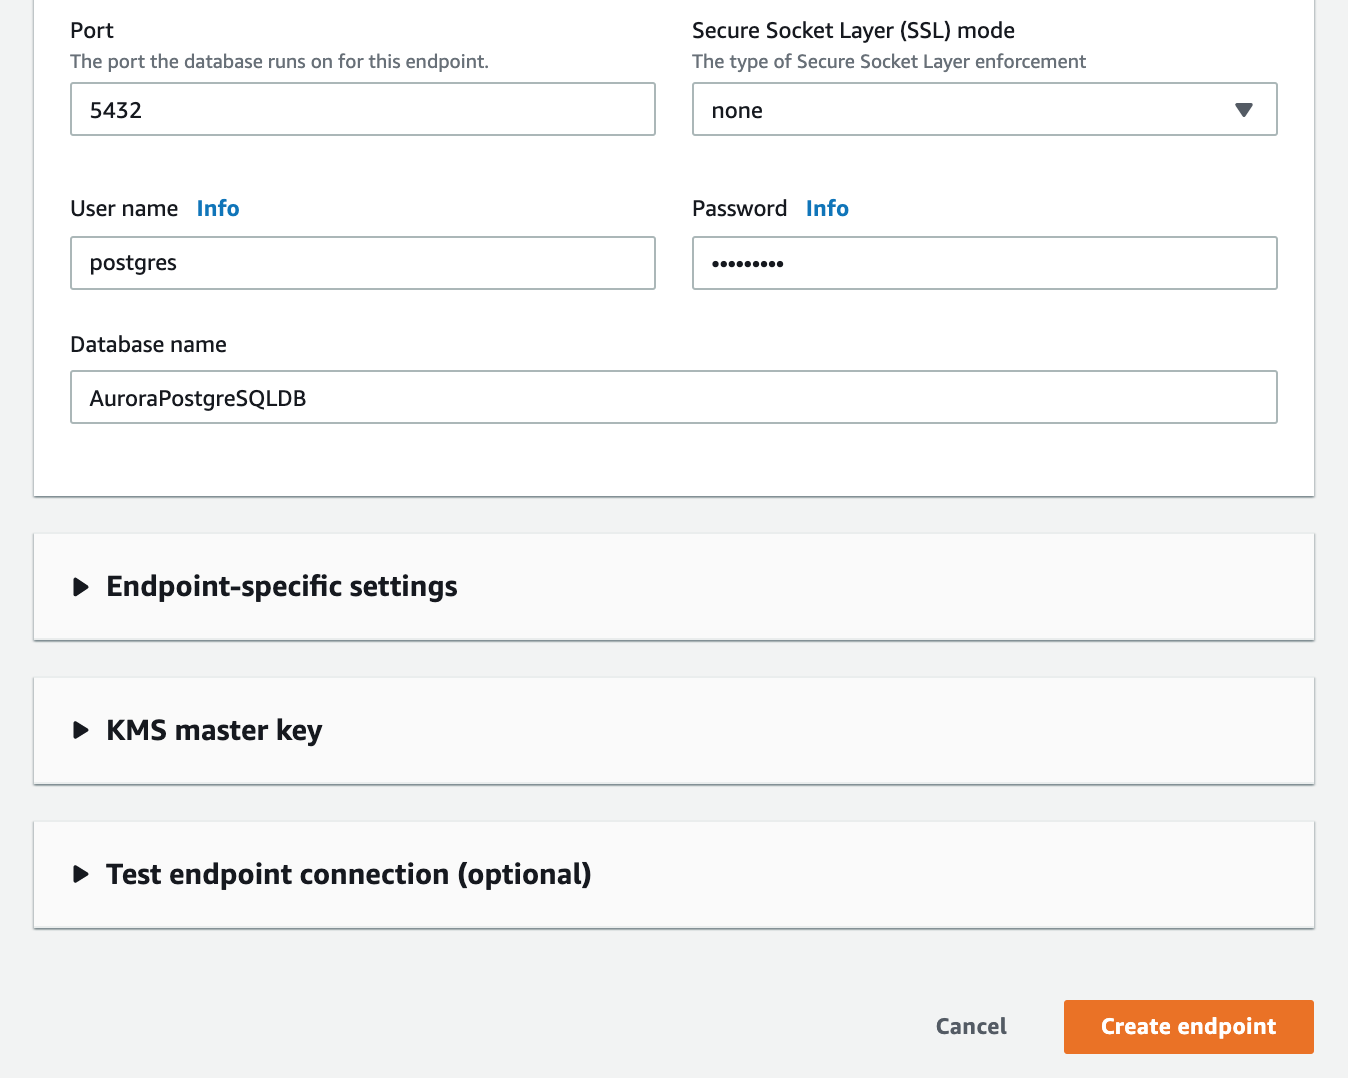 Port
The port the database runs on for this endpoint.
5432
Secure Socket Layer (SSL) mode
The type of Secure Socket Layer enforcement
none
User name Info
postgres
Password Info
•••••••••
Database name
AuroraPostgreSQLDB
Endpoint-specific settings
KMS master key
Test endpoint connection (optional)
Cancel
Create endpoint